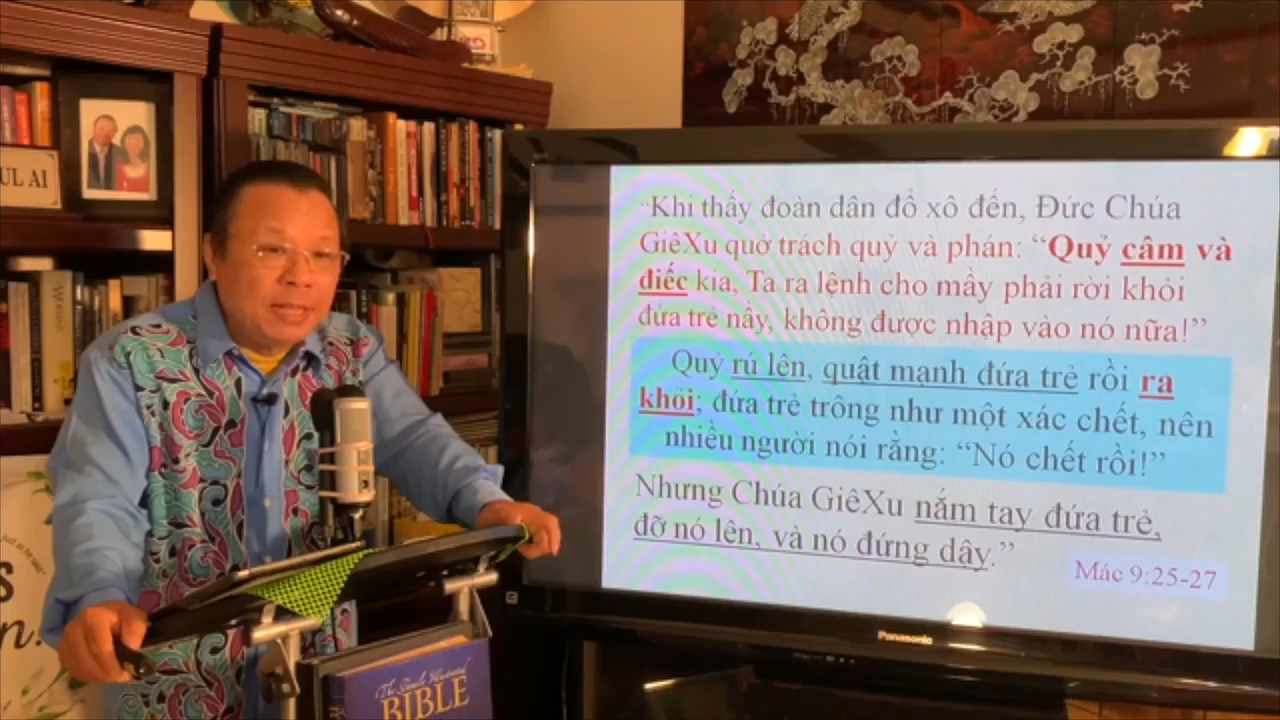 UL AI
"Khi thấy đoàn dân đổ xô đến, Đức Chúa
GiêXu quở trách quỷ và phán: "Quỷ câm và
điếc kia, Ta ra lệnh cho mầy phải rời khỏi
đứa trẻ nầy, không được nhập vào nó nữa!"
Quỷ rú lên, quật mạnh đứa trẻ rồi ra
khỏi; đứa trẻ trông như một xác chết, nên
nhiều người nói rằng: "Nó chết rồi!"
Nhưng Chúa GiêXu nắm tay đứa trẻ,
đỡ nó lên, và nó đứng dậy."
Mác 9:25-27
Panasonic
The Simple Illustrated
BIBLE